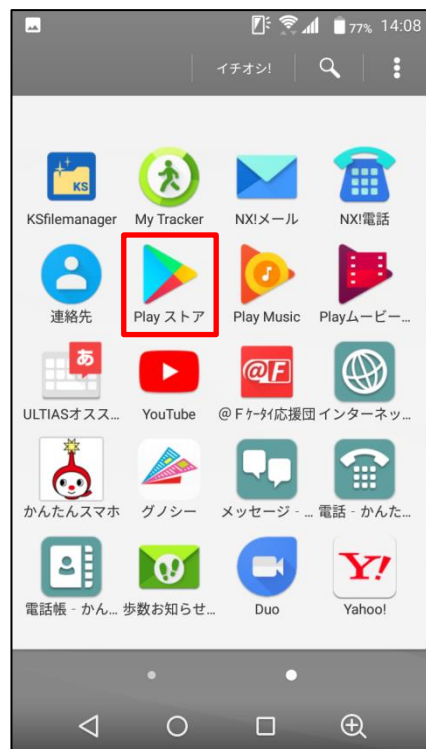 77% 14:08
イチオシ!
KS
KSfilemanager My Tracker NX!メール NX!電話
連絡先 Play ストア Play Music Playムービー…
あ
@F
ULTIASオスス… YouTube @Fケータイ応援団 インターネッ…
かんたんスマホ グノシー メッセージ - … 電話 - かんた…
Y!
電話帳 - かん… 歩数お知らせ… Duo Yahoo!